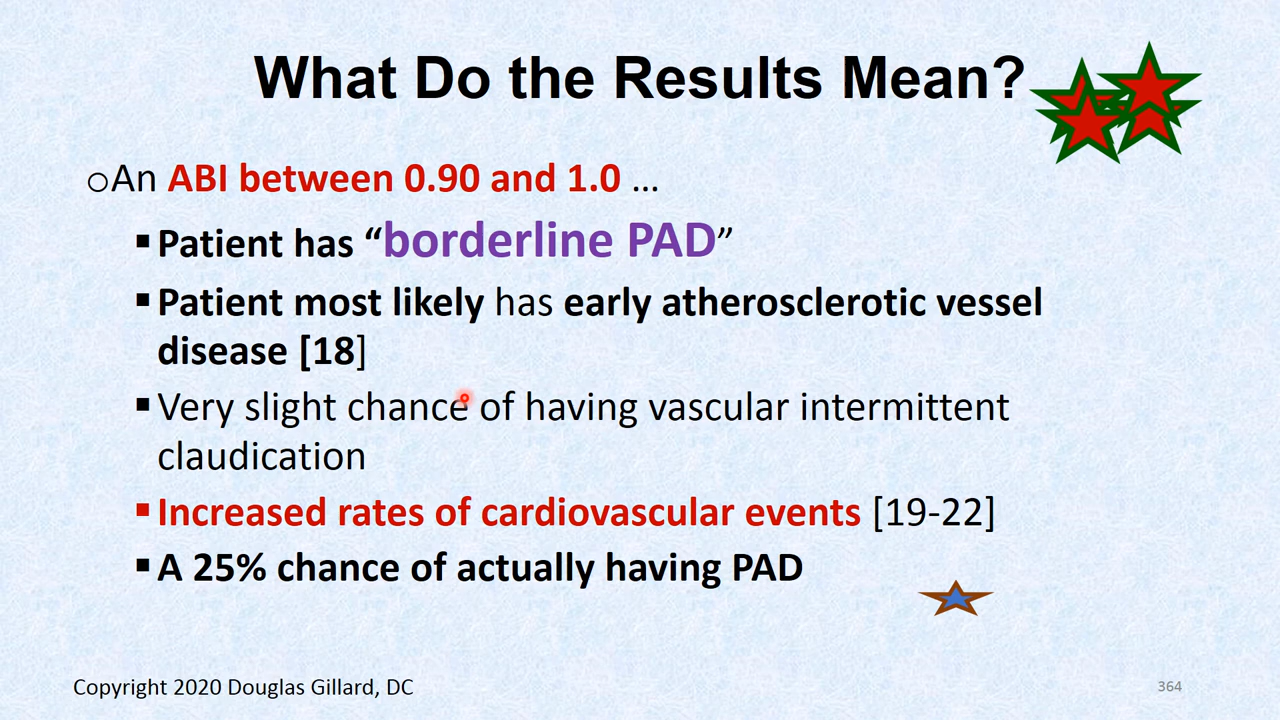 What Do the Results Mean?
○An ABI between 0.90 and 1.0 …
▪Patient has “borderline PAD”
▪Patient most likely has early atherosclerotic vessel
disease [18]
▪Very slight chance of having vascular intermittent
claudication
▪Increased rates of cardiovascular events [19-22]
▪A 25% chance of actually having PAD
Copyright 2020 Douglas Gillard, DC
364